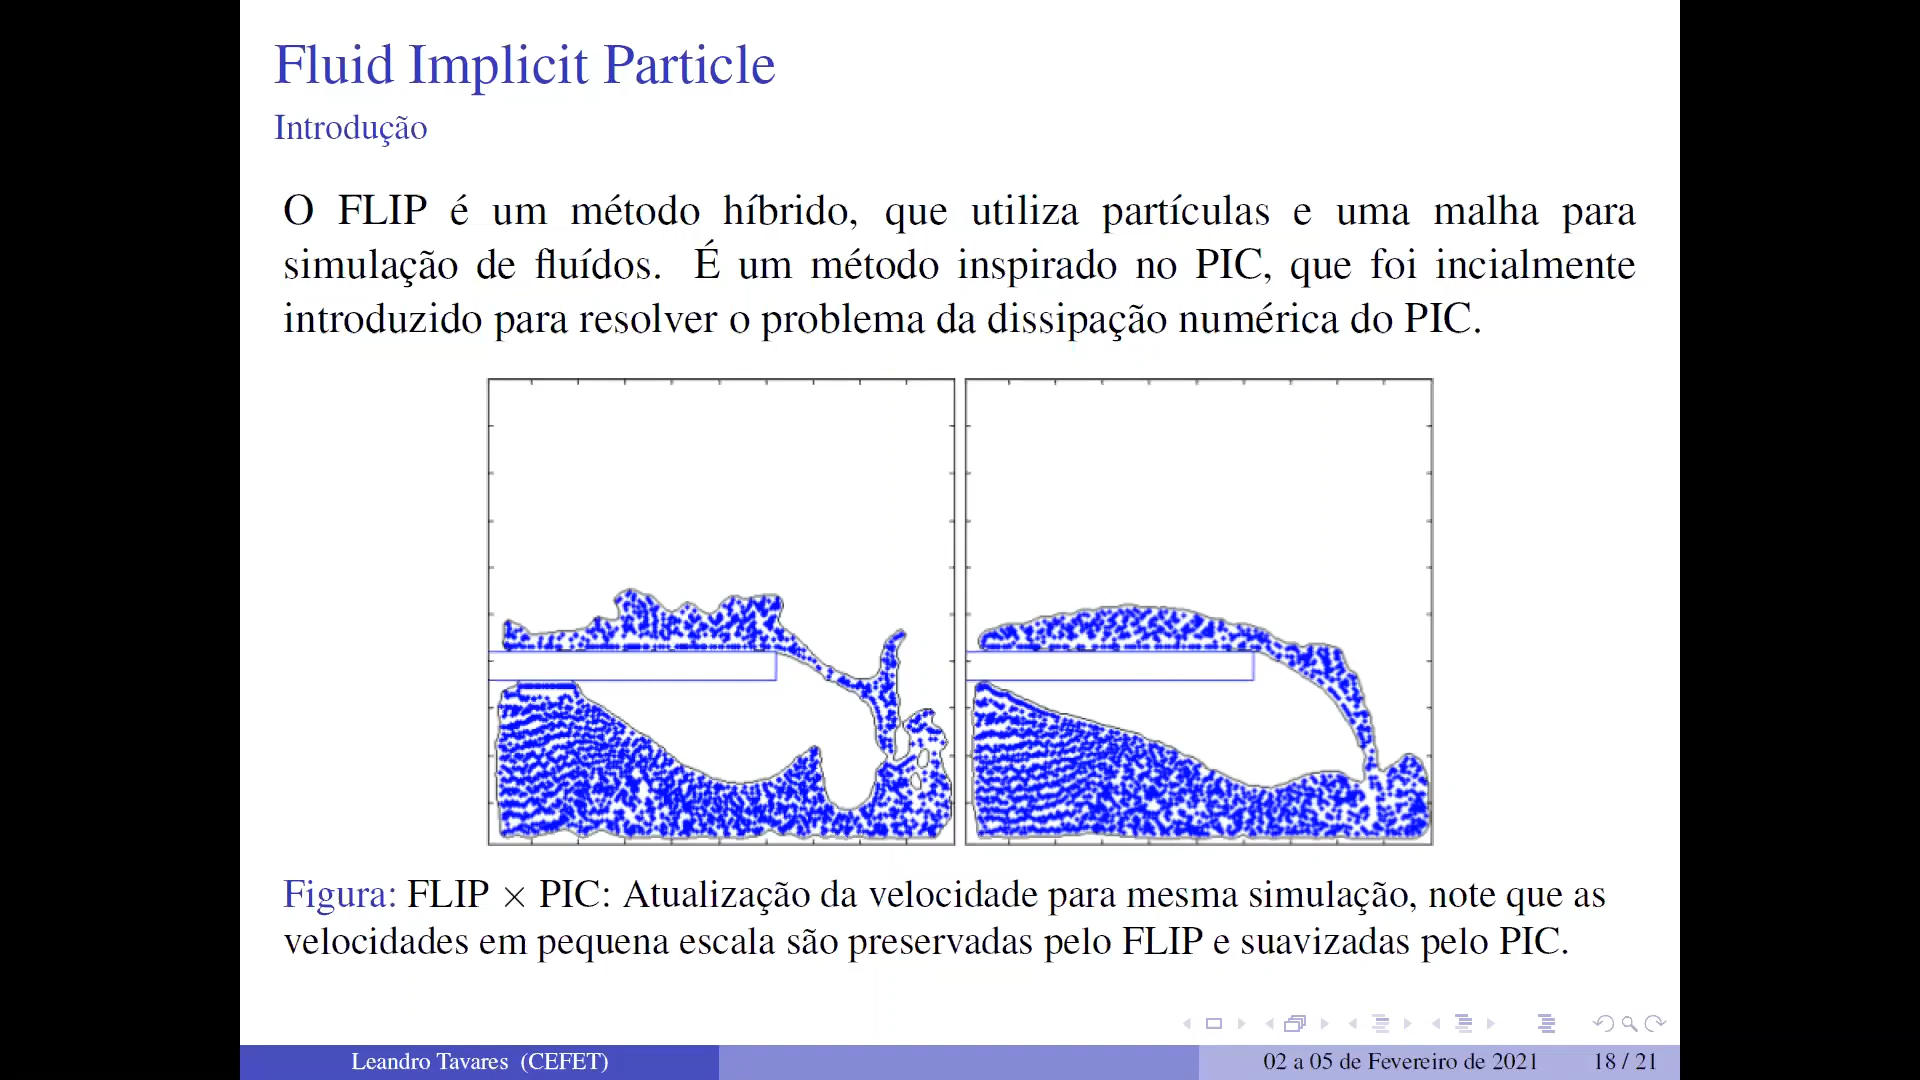 Fluid Implicit Particle
Introdução
O FLIP é um método híbrido, que utiliza partículas e uma malha para
simulação de fluídos. É um método inspirado no PIC, que foi incialmente
introduzido para resolver o problema da dissipação numérica do PIC.
Figura: FLIP × PIC: Atualização da velocidade para mesma simulação, note que as
velocidades em pequena escala são preservadas pelo FLIP e suavizadas pelo PIC.
Leandro Tavares (CEFET)
02 a 05 de Fevereiro de 2021
18 / 21